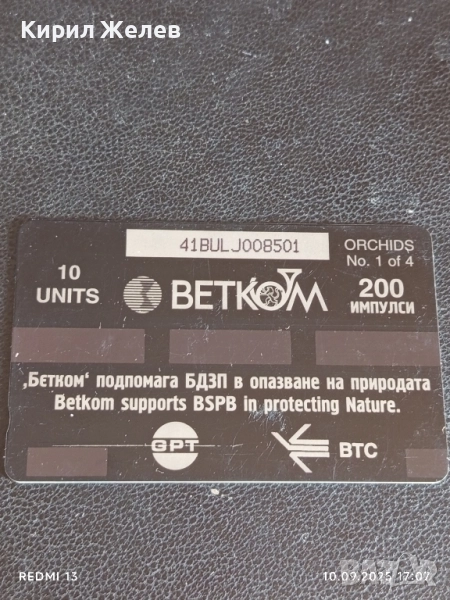 Кирил Желев
41BULJ008501
ORCHIDS
No. 1 of 4
10
UNITS
BETKOM
200
ИМПУЛСИ
„Бетком‘ подпомага БДЗП в опазване на природата
Betkom supports BSPB in protecting Nature.
GPT
BTC
REDMI 13
10.09.2025 17:07